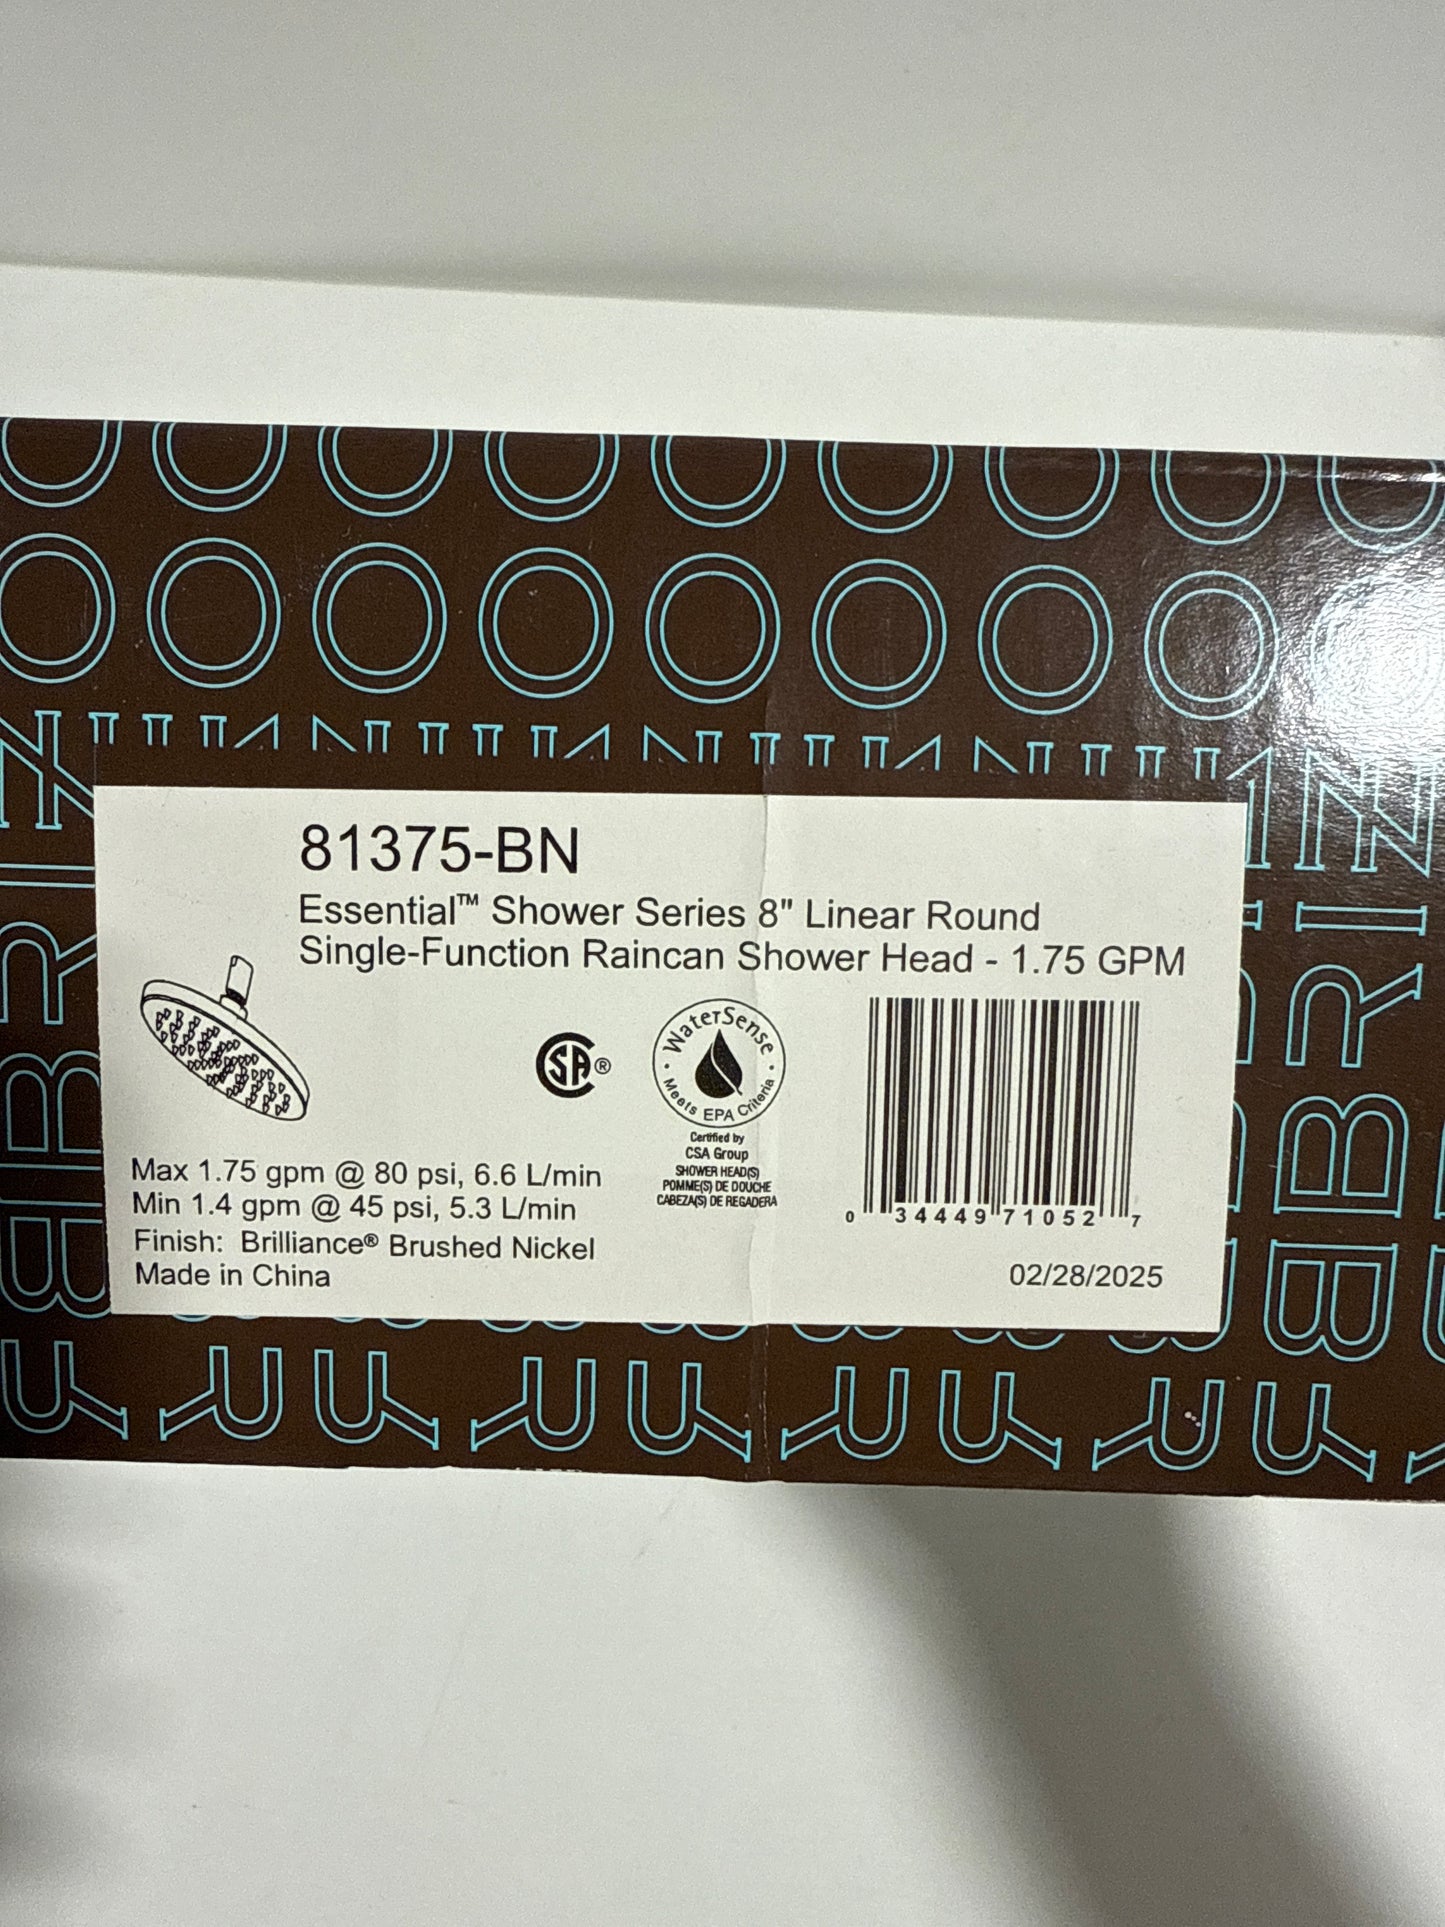 81375-BN
Essential™ Shower Series 8" Linear Round
Single-Function Raincan Shower Head - 1.75 GPM
SA®
WaterSense
Meets EPA Criteria
Certified by
CSA Group
SHOWER HEAD(S)
POMME(S) DE DOUCHE
CABEZA(S) DE REGADERA
Max 1.75 gpm @ 80 psi, 6.6 L/min
Min 1.4 gpm @ 45 psi, 5.3 L/min
Finish: Brilliance® Brushed Nickel
Made in China
0 34449 71052 7
02/28/2025